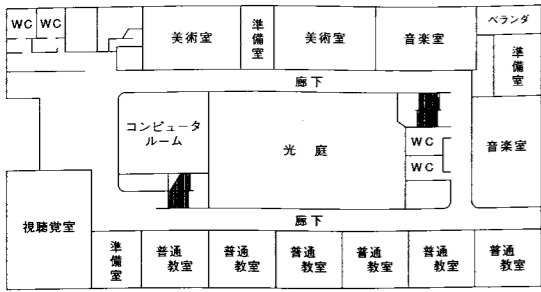 WC
WC
美術室
準備室
美術室
音楽室
ベランダ
準備室
廊下
コンピュータ
ルーム
光庭
WC
WC
音楽室
視聴覚室
廊下
準備室
普通
教室
普通
教室
普通
教室
普通
教室
普通
教室
普通
教室